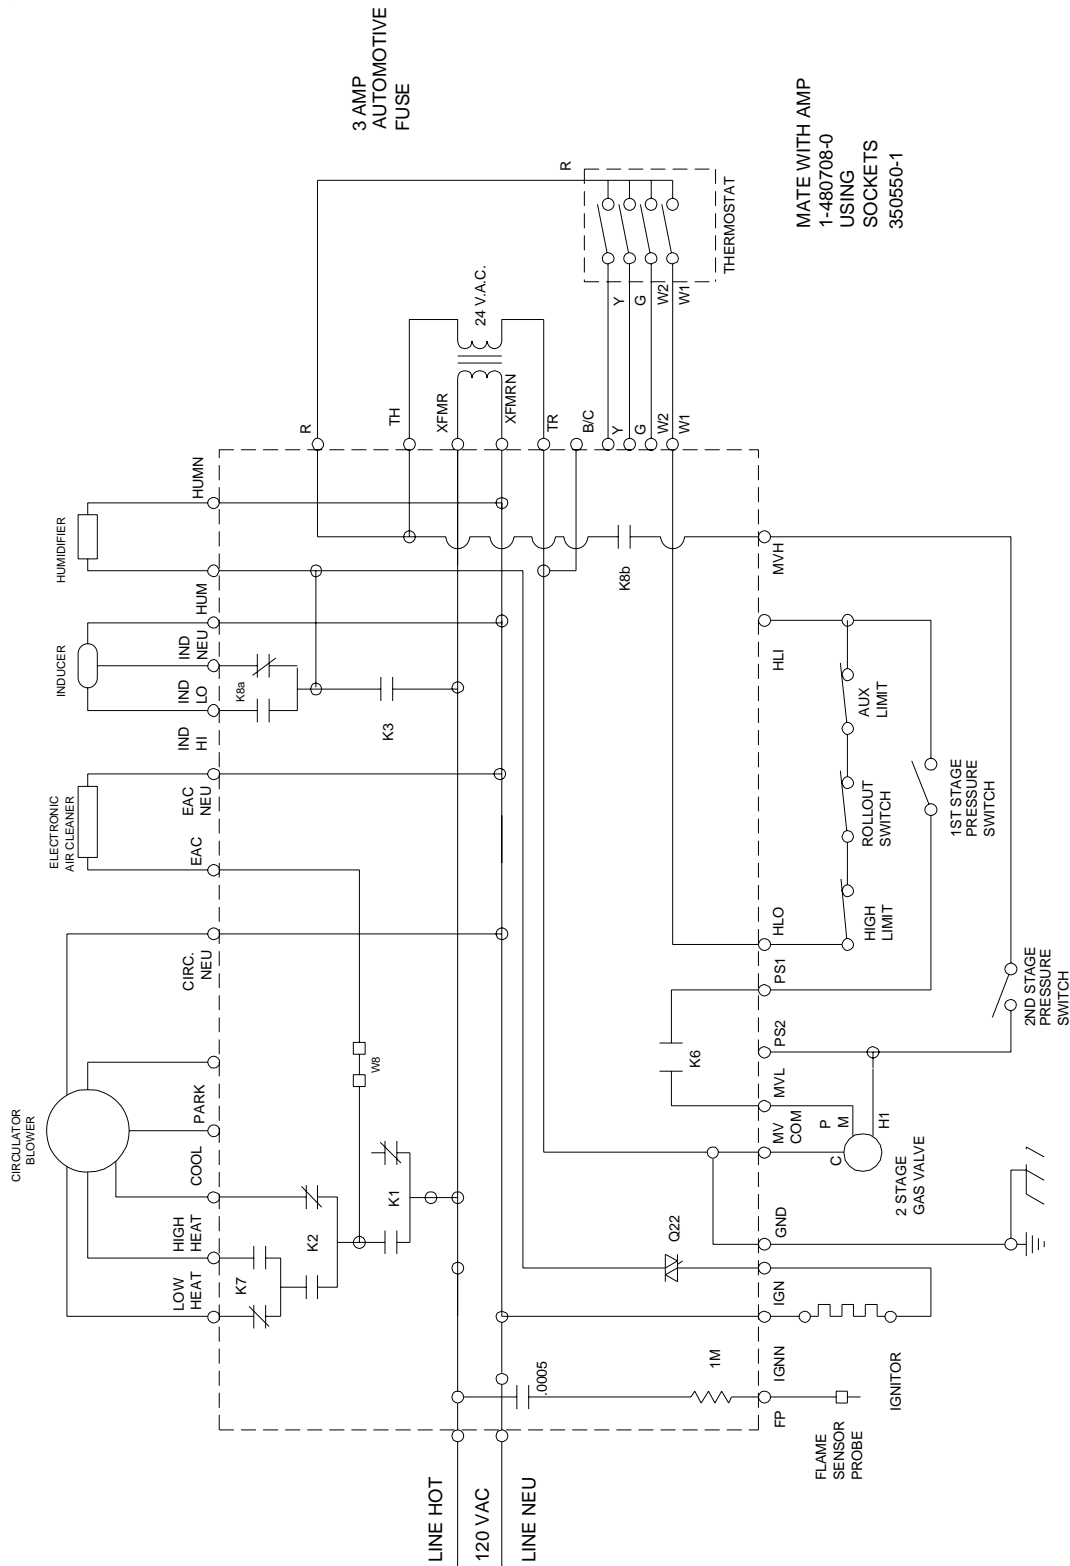 3 AMP
AUTOMOTIVE
FUSE
MATE WITH AMP
1-480708-0
USING
SOCKETS
350550-1
R
THERMOSTAT
24 V.A.C.
Y
G
W2
W1
R
TH
XFMR
XFMRN
TR
B/C
Y
G
W2
W1
HUMIDIFIER
HUMN
HUM
INDUCER
IND
NEU
IND
LO
IND
HI
K8a
K3
K8b
MVH
ELECTRONIC
AIR CLEANER
EAC
NEU
EAC
HLI
AUX
LIMIT
ROLLOUT
SWITCH
HIGH
LIMIT
1ST STAGE
PRESSURE
SWITCH
HLO
PS1
2ND STAGE
PRESSURE
SWITCH
CIRCULATOR
BLOWER
CIRC.
NEU
PARK
COOL
HIGH
HEAT
LOW
HEAT
W8
K1
K2
K7
K6
PS2
MVL
MV
COM
P
M
C
H1
2 STAGE
GAS VALVE
GND
Q22
IGN
IGNN
IGNITOR
1M
.0005
FP
FLAME
SENSOR
PROBE
LINE HOT
120 VAC
LINE NEU